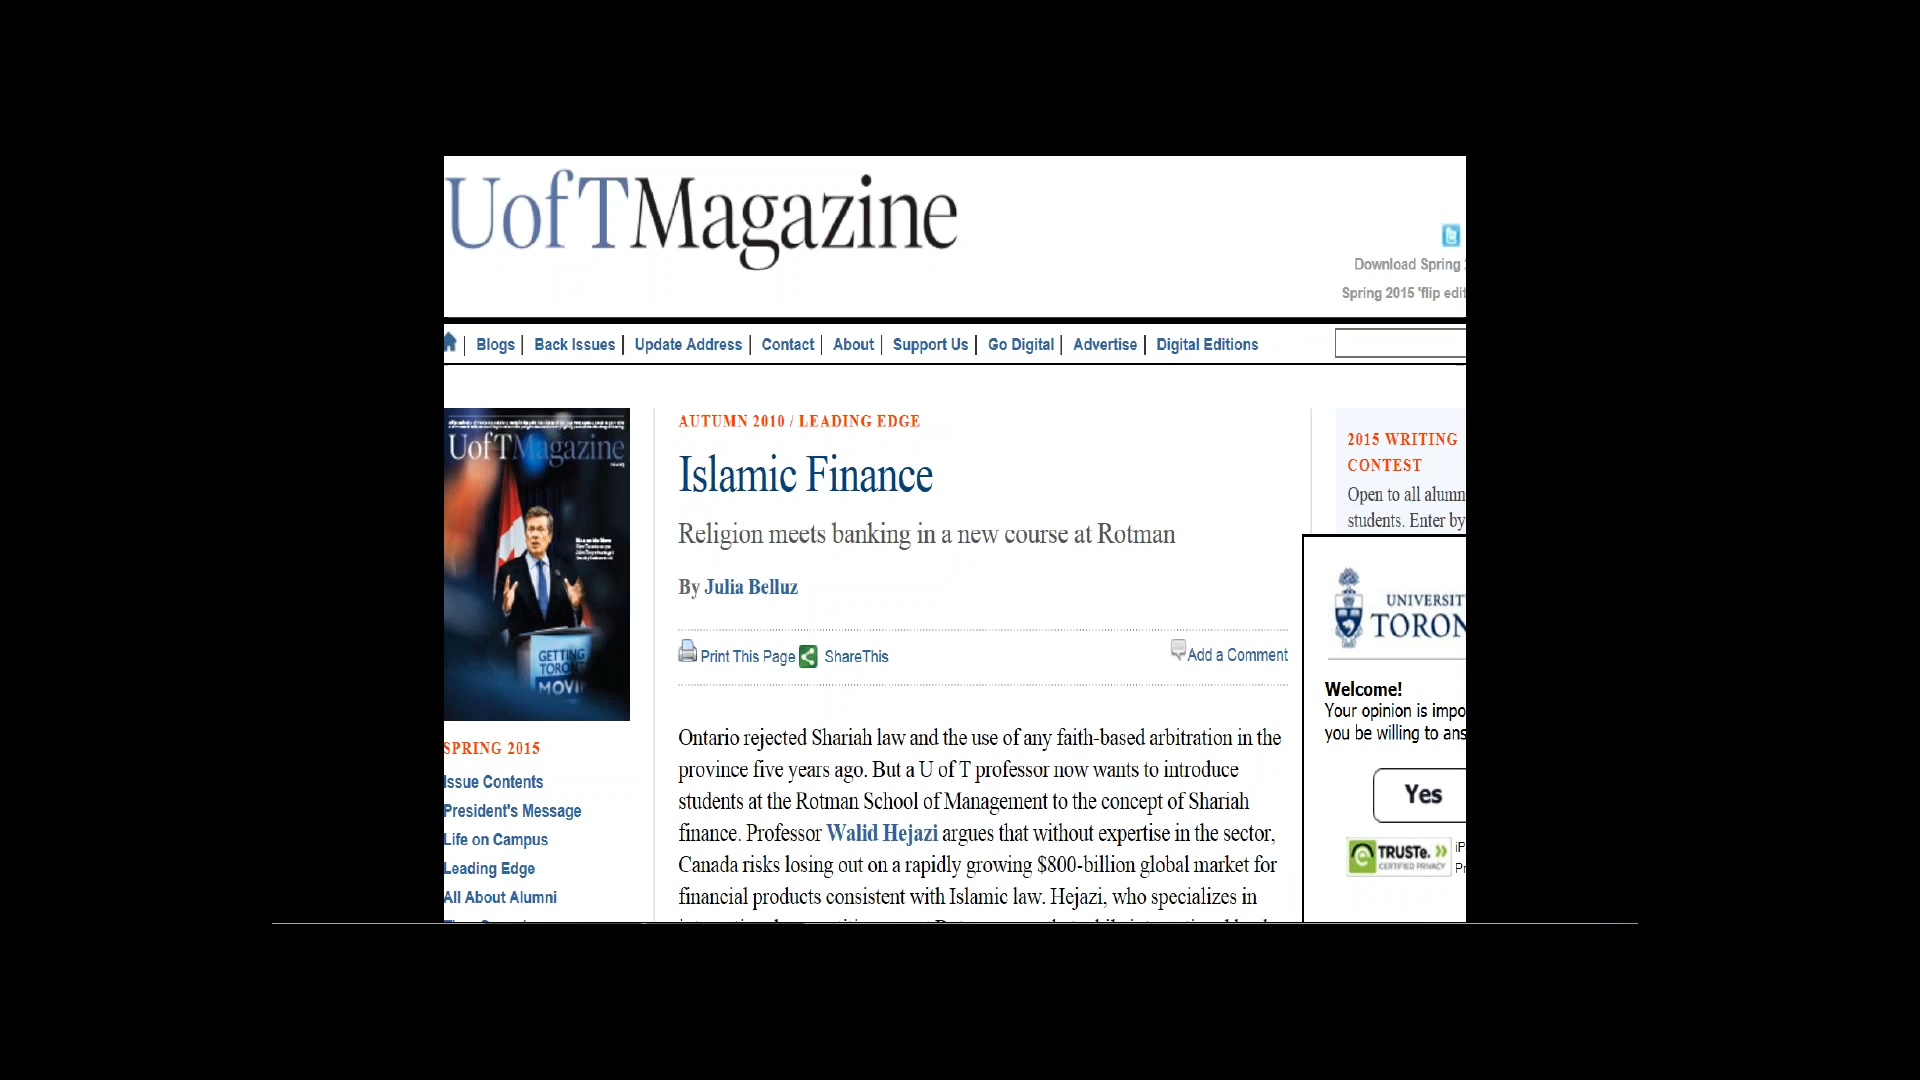 UofTMagazine
Download Spring
Spring 2015 'flip edit
Blogs | Back Issues | Update Address | Contact | About | Support Us | Go Digital | Advertise | Digital Editions
UofTMagazine
GETTING
TORONT
MOVI
SPRING 2015
Issue Contents
President's Message
Life on Campus
Leading Edge
All About Alumni
AUTUMN 2010 / LEADING EDGE
Islamic Finance
Religion meets banking in a new course at Rotman
By Julia Belluz
Print This Page ShareThis Add a Comment
Ontario rejected Shariah law and the use of any faith-based arbitration in the
province five years ago. But a U of T professor now wants to introduce
students at the Rotman School of Management to the concept of Shariah
finance. Professor Walid Hejazi argues that without expertise in the sector,
Canada risks losing out on a rapidly growing $800-billion global market for
financial products consistent with Islamic law. Hejazi, who specializes in
2015 WRITING
CONTEST
Open to all alumn
students. Enter by
UNIVERSIT
TORON
Welcome!
Your opinion is impo
you be willing to ans
Yes
TRUSTe.
CERTIFIED PRIVACY